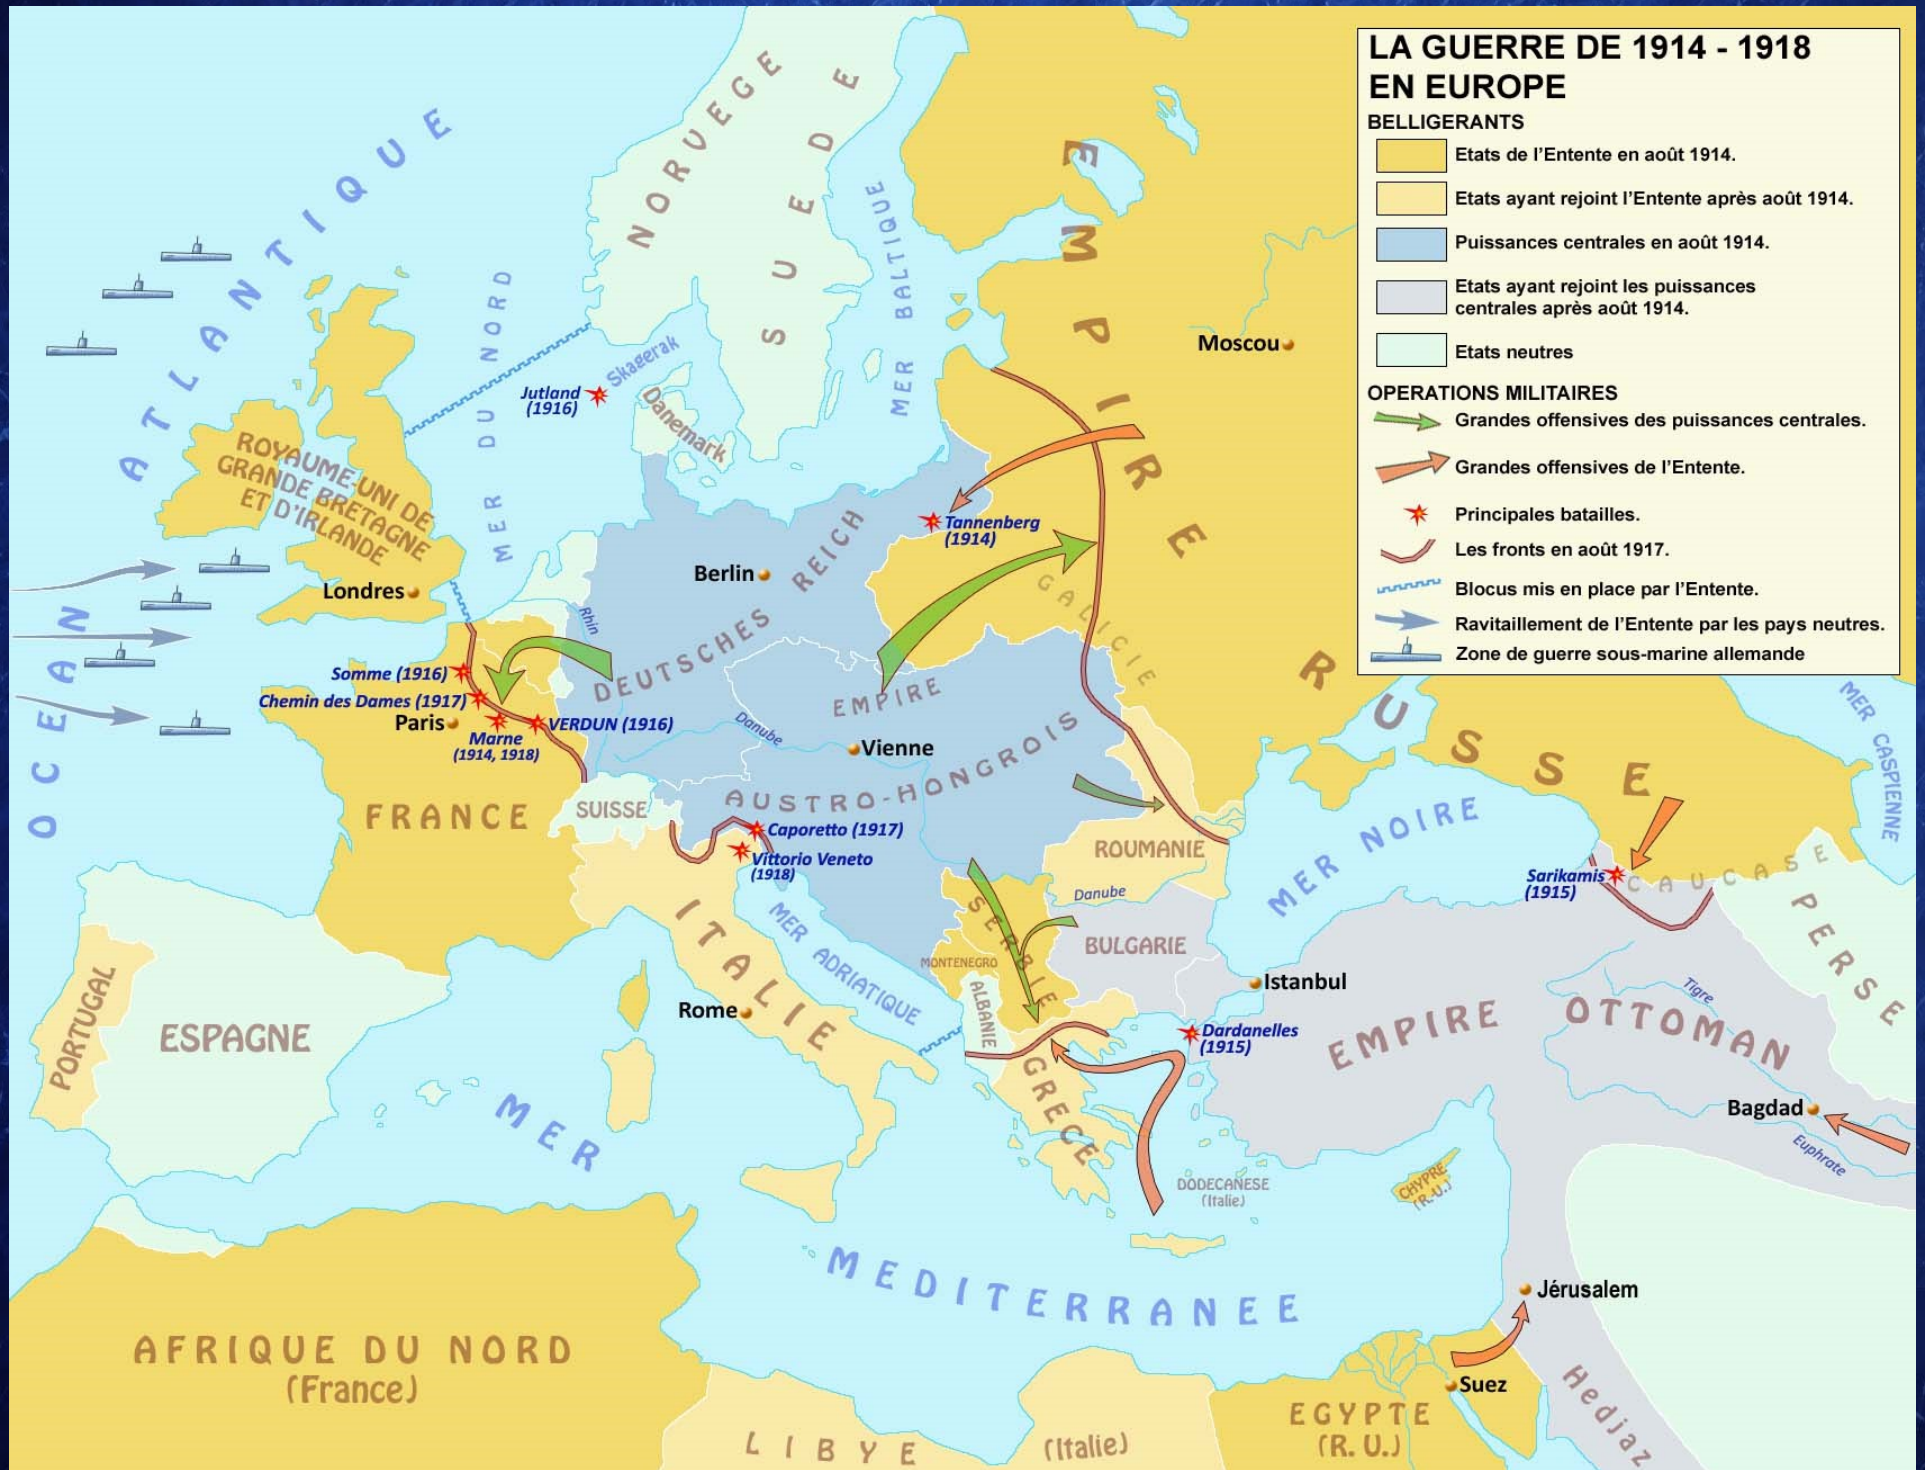 LA GUERRE DE 1914 - 1918
EN EUROPE
BELLIGERANTS
Etats de l'Entente en août 1914.
Etats ayant rejoint l'Entente après août 1914.
Puissances centrales en août 1914.
Etats ayant rejoint les puissances
centrales après août 1914.
Etats neutres
OPERATIONS MILITAIRES
Grandes offensives des puissances centrales.
Grandes offensives de l'Entente.
Principales batailles.
Les fronts en août 1917.
Blocus mis en place par l'Entente.
Ravitaillement de l'Entente par les pays neutres.
Zone de guerre sous-marine allemande
OCEAN ATLANTIQUE
NORVEGE
SUEDE
MER DU NORD
MER BALTIQUE
Skagerak
Jutland
(1916)
Danemark
EMPIRE RUSSE
Moscou
ROYAUME-UNI DE
GRANDE BRETAGNE
ET D'IRLANDE
Londres
Tannenberg
(1914)
Berlin
DEUTSCHES REICH
Rhin
GALICIE
Somme (1916)
Chemin des Dames (1917)
Paris
VERDUN (1916)
Marne
(1914, 1918)
EMPIRE
AUSTRO-HONGROIS
Danube
Vienne
FRANCE
SUISSE
Caporetto (1917)
Vittorio Veneto
(1918)
ROUMANIE
Danube
MER NOIRE
MER CASPIENNE
Sarikamis
(1915)
CAUCASE
PERSE
ITALIE
MER ADRIATIQUE
SERBIE
MONTENEGRO
BULGARIE
ALBANIE
Istanbul
PORTUGAL
ESPAGNE
Rome
Dardanelles
(1915)
EMPIRE OTTOMAN
Tigre
GRECE
Bagdad
Euphrate
DODECANESE
(Italie)
CHYPRE
(R.-U.)
MER
MEDITERRANEE
Jérusalem
AFRIQUE DU NORD
(France)
Suez
EGYPTE
(R. U.)
Hedjaz
LIBYE (Italie)